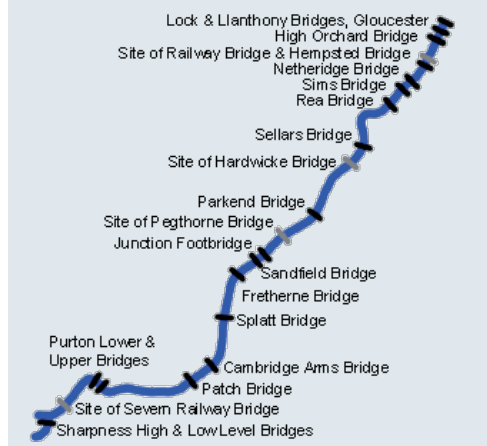 Lock & Llanthony Bridges, Gloucester
High Orchard Bridge
Site of Railway Bridge & Hempsted Bridge
Netheridge Bridge
Sims Bridge
Rea Bridge
Sellars Bridge
Site of Hardwicke Bridge
Parkend Bridge
Site of Pegthorne Bridge
Junction Footbridge
Sandfield Bridge
Fretherne Bridge
Splatt Bridge
Purton Lower &
Upper Bridges
Cambridge Arms Bridge
Patch Bridge
Site of Severn Railway Bridge
Sharpness High & Low Level Bridges